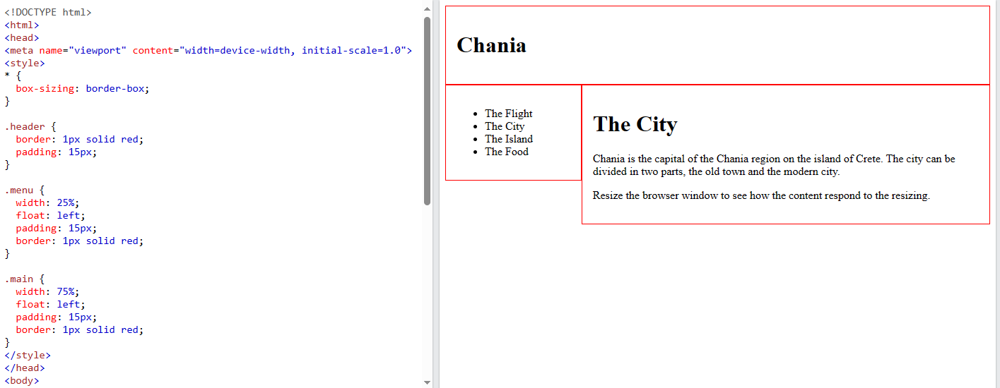 <!DOCTYPE html>
<html>
<head>
<meta name="viewport" content="width=device-width, initial-scale=1.0">
<style>
* {
  box-sizing: border-box;
}

.header {
  border: 1px solid red;
  padding: 15px;
}

.menu {
  width: 25%;
  float: left;
  padding: 15px;
  border: 1px solid red;
}

.main {
  width: 75%;
  float: left;
  padding: 15px;
  border: 1px solid red;
}
</style>
</head>
<body>
Chania
• The Flight
• The City
• The Island
• The Food
The City
Chania is the capital of the Chania region on the island of Crete. The city can be
divided in two parts, the old town and the modern city.
Resize the browser window to see how the content respond to the resizing.